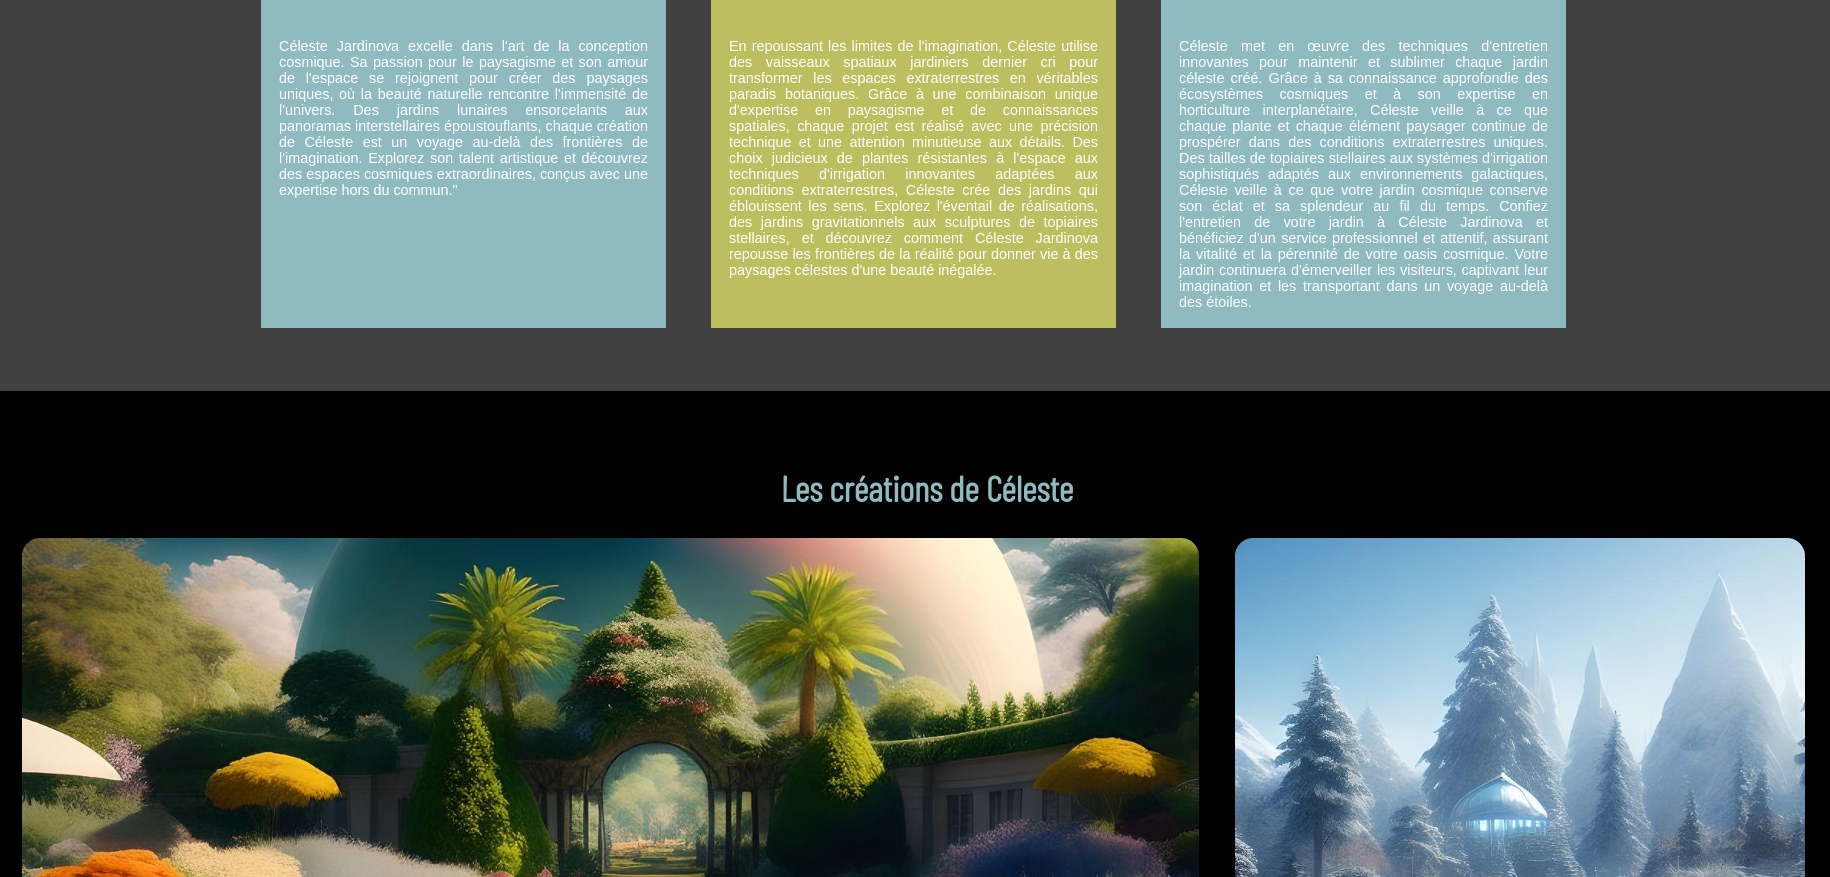 Céleste Jardinova excelle dans l'art de la conception
cosmique. Sa passion pour le paysagisme et son amour
de l'espace se rejoignent pour créer des paysages
uniques, où la beauté naturelle rencontre l'immensité de
l'univers. Des jardins lunaires ensorcelants aux
panoramas interstellaires époustouflants, chaque création
de Céleste est un voyage au-delà des frontières de
l'imagination. Explorez son talent artistique et découvrez
des espaces cosmiques extraordinaires, conçus avec une
expertise hors du commun."
En repoussant les limites de l'imagination, Céleste utilise
des vaisseaux spatiaux jardiniers dernier cri pour
transformer les espaces extraterrestres en véritables
paradis botaniques. Grâce à une combinaison unique
d'expertise en paysagisme et de connaissances
spatiales, chaque projet est réalisé avec une précision
technique et une attention minutieuse aux détails. Des
choix judicieux de plantes résistantes à l'espace aux
techniques d'irrigation innovantes adaptées aux
conditions extraterrestres, Céleste crée des jardins qui
éblouissent les sens. Explorez l'éventail de réalisations,
des jardins gravitationnels aux sculptures de topiaires
stellaires, et découvrez comment Céleste Jardinova
repousse les frontières de la réalité pour donner vie à des
paysages célestes d'une beauté inégalée.
Céleste met en œuvre des techniques d'entretien
innovantes pour maintenir et sublimer chaque jardin
céleste créé. Grâce à sa connaissance approfondie des
écosystèmes cosmiques et à son expertise en
horticulture interplanétaire, Céleste veille à ce que
chaque plante et chaque élément paysager continue de
prospérer dans des conditions extraterrestres uniques.
Des tailles de topiaires stellaires aux systèmes d'irrigation
sophistiqués adaptés aux environnements galactiques,
Céleste veille à ce que votre jardin cosmique conserve
son éclat et sa splendeur au fil du temps. Confiez
l'entretien de votre jardin à Céleste Jardinova et
bénéficiez d'un service professionnel et attentif, assurant
la vitalité et la pérennité de votre oasis cosmique. Votre
jardin continuera d'émerveiller les visiteurs, captivant leur
imagination et les transportant dans un voyage au-delà
des étoiles.
Les créations de Céleste